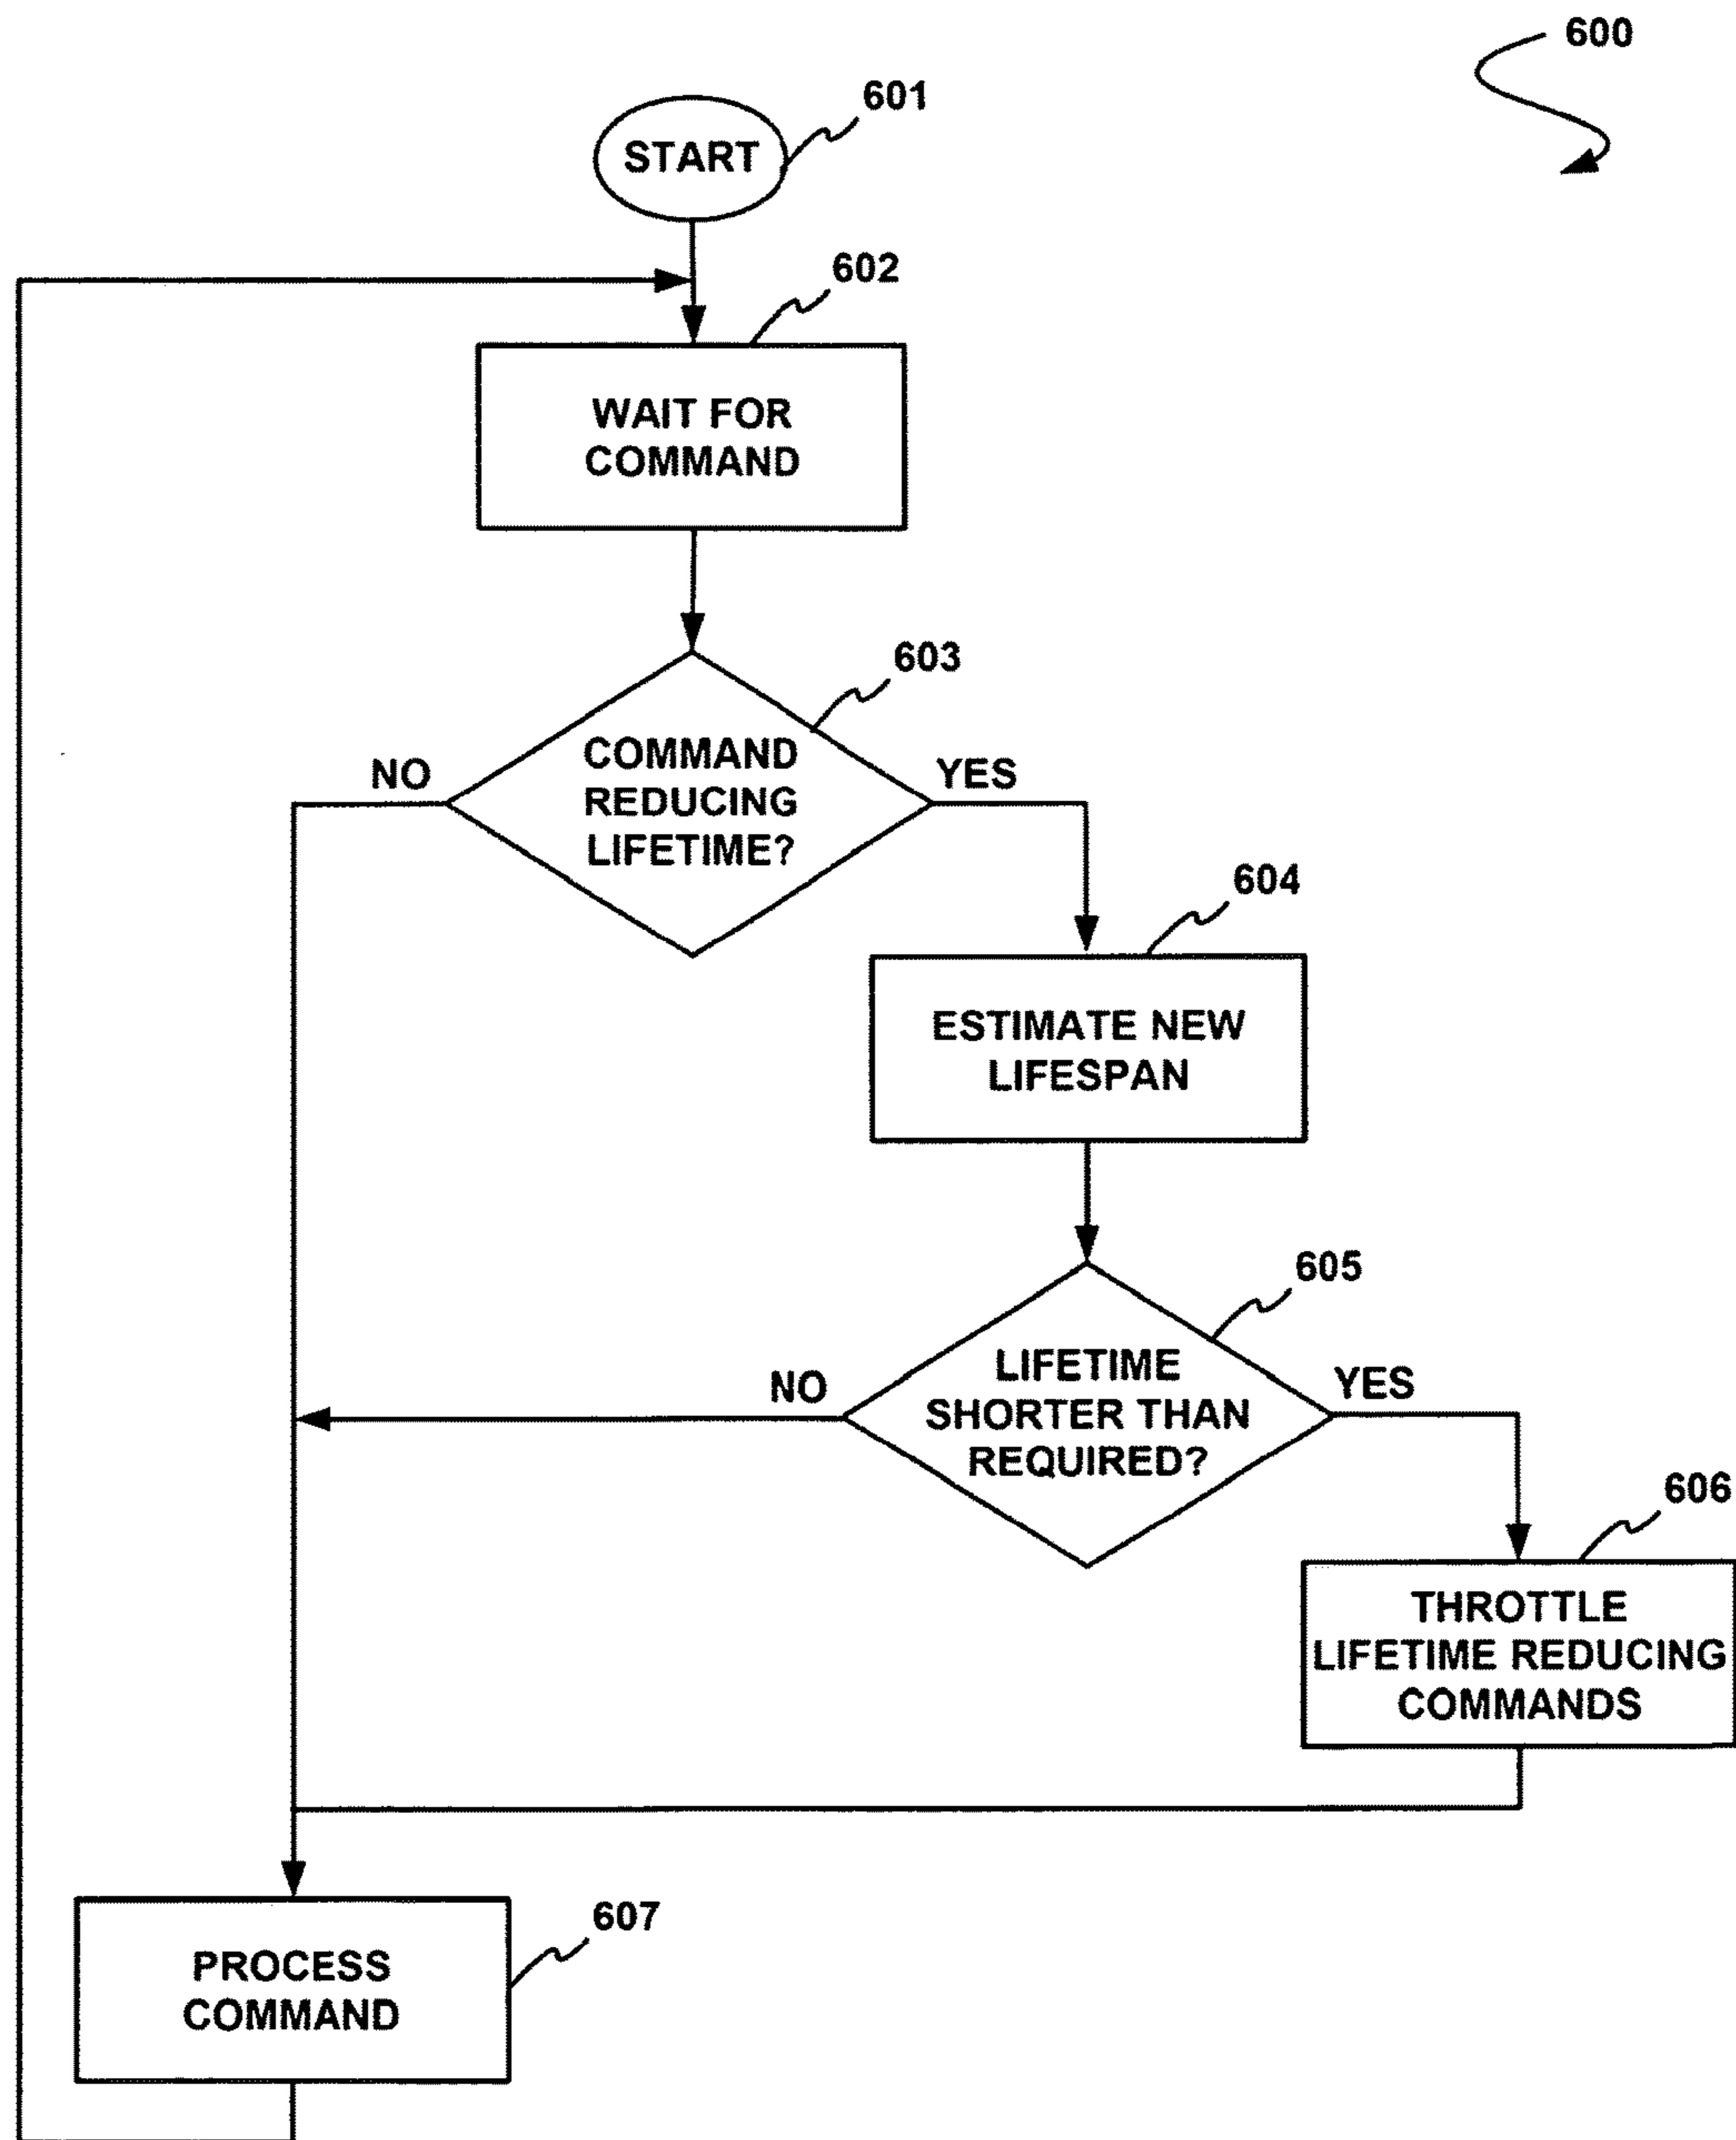 600
601
START
602
WAIT FOR
COMMAND
603
NO
YES
COMMAND
REDUCING
LIFETIME?
604
ESTIMATE NEW
LIFESPAN
605
NO
YES
LIFETIME
SHORTER THAN
REQUIRED?
606
THROTTLE
LIFETIME REDUCING
COMMANDS
607
PROCESS
COMMAND